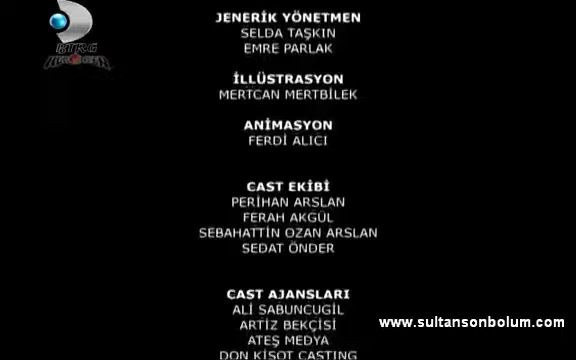 JENERİK YÖNETMEN
SELDA TAŞKIN
EMRE PARLAK
İLLÜSTRASYON
MERTCAN MERTBİLEK
ANİMASYON
FERDİ ALICI
CAST EKİBİ
PERİHAN ARSLAN
FERAH AKGÜL
SEBAHATTİN OZAN ARSLAN
SEDAT ÖNDER
CAST AJANSLARI
ALİ SABUNCUGİL
ARTİZ BEKÇİSİ
ATEŞ MEDYA
DON KİŞOT CASTING
www.sultansonbolum.com